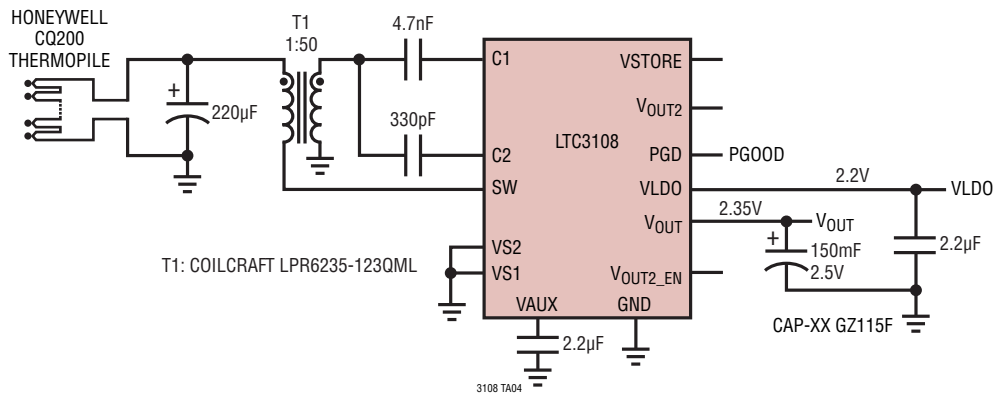 HONEYWELL
CQ200
THERMOPILE
T1
1:50
4.7nF
+
220µF
330pF
C1
C2
SW
VS2
VS1
VAUX
GND
LTC3108
VSTORE
VOUT2
PGD
VLDO
VOUT
VOUT2_EN
PGOOD
2.2V
VLDO
2.35V
VOUT
+
150mF
2.5V
2.2µF
CAP-XX GZ115F
T1: COILCRAFT LPR6235-123QML
2.2µF
3108 TA04